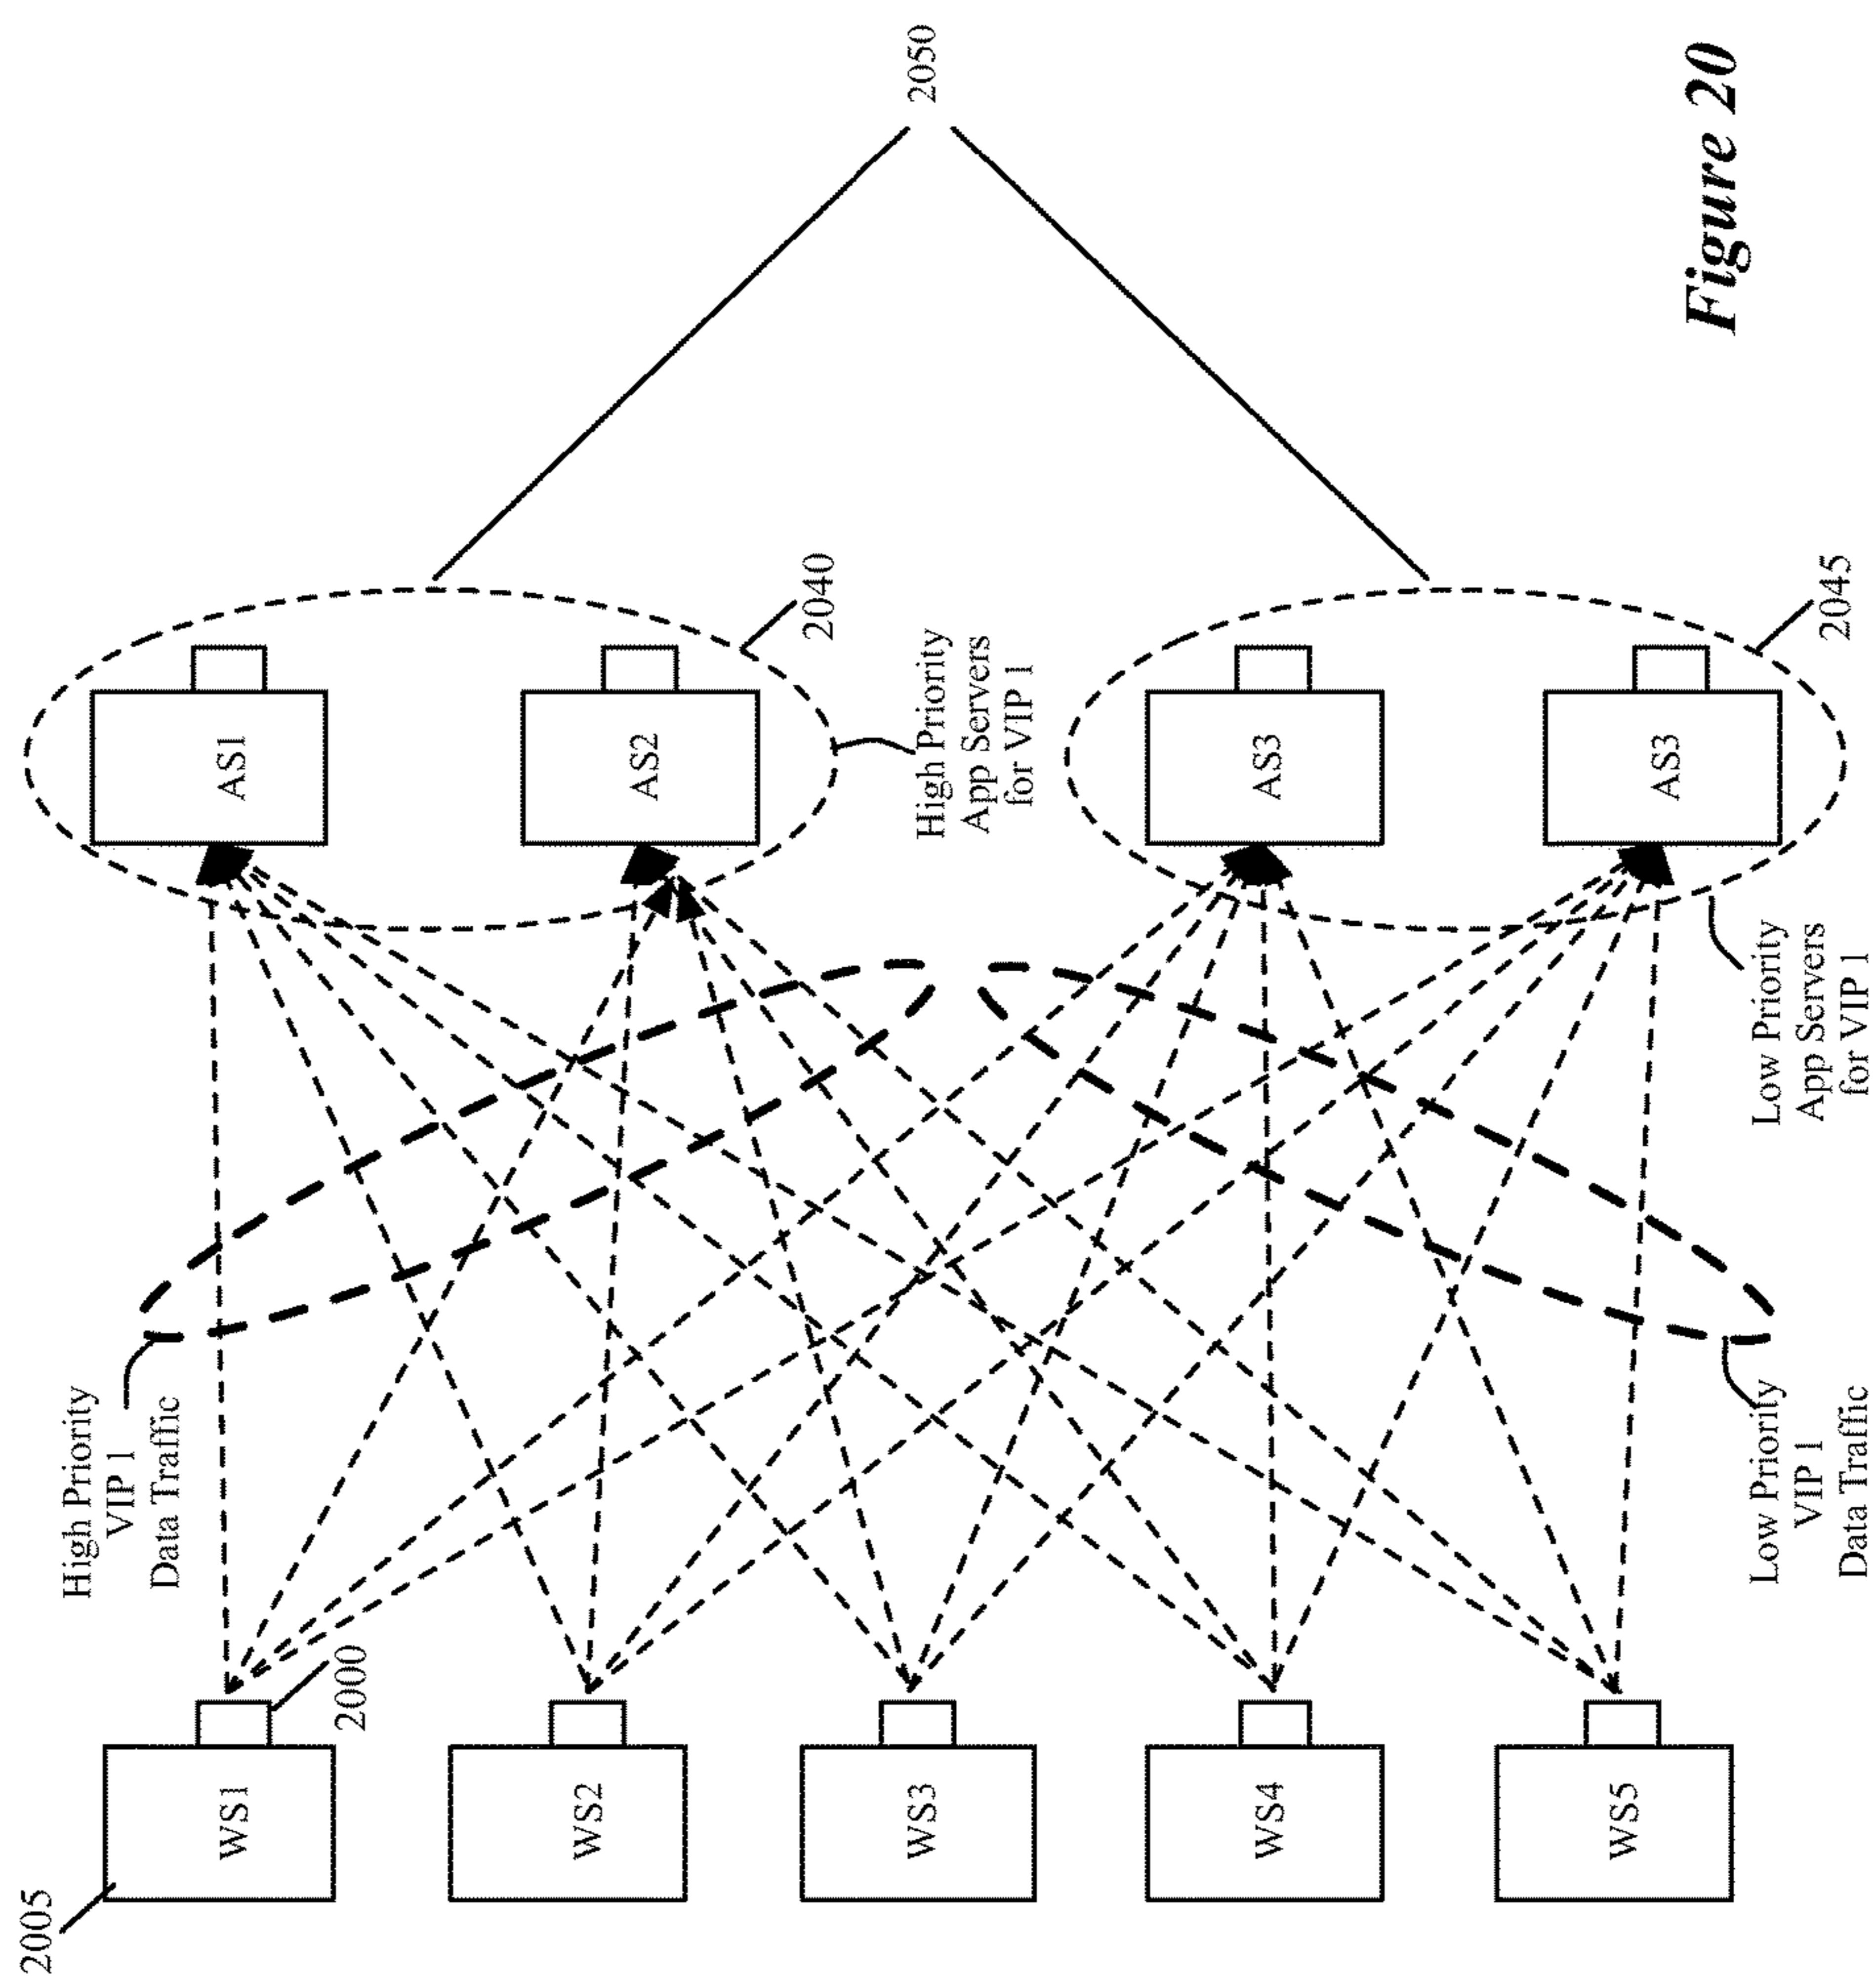 2005
WS1
WS2
WS3
WS4
WS5
2000
High Priority
VIP 1
Data Traffic
Low Priority
VIP 1
Data Traffic
AS1
AS2
AS3
AS3
High Priority
App Servers
for VIP 1
Low Priority
App Servers
for VIP 1
2040
2045
2050
Figure 20